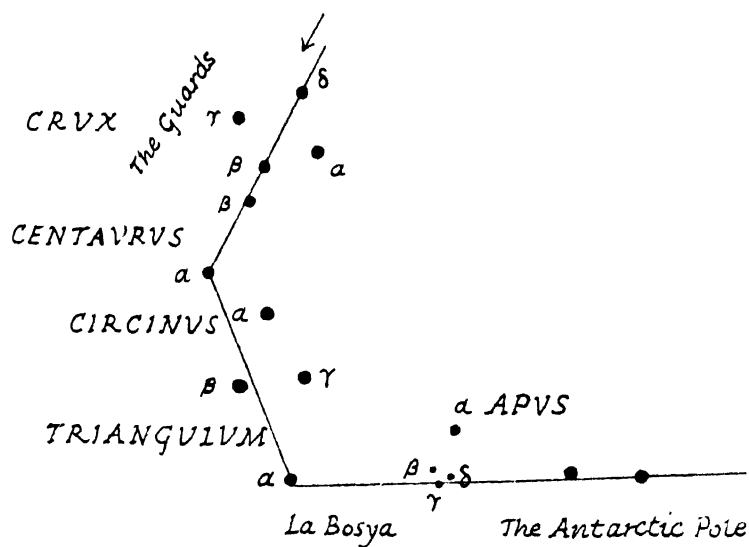 δ
CRVX γ
The Guards
β α
β
CENTAVRVS
α
CIRCINVS α
β γ
α APVS
TRIANGVLVM
β δ
α
γ
La Bosya The Antarctic Pole